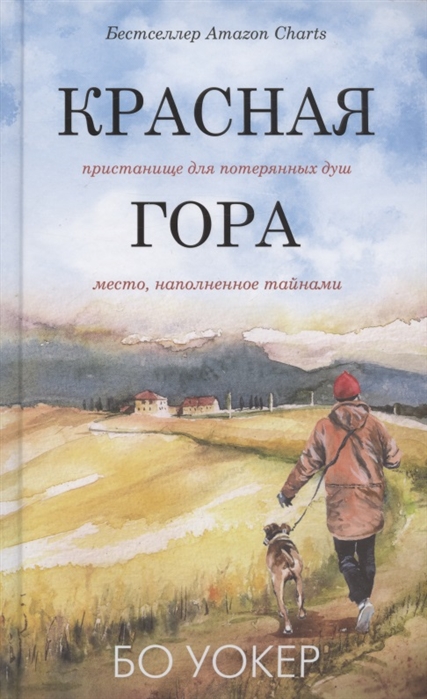 Бестселлер Amazon Charts
КРАСНАЯ
пристанище для потерянных душ
ГОРА
место, наполненное тайнами
БО УОКЕР